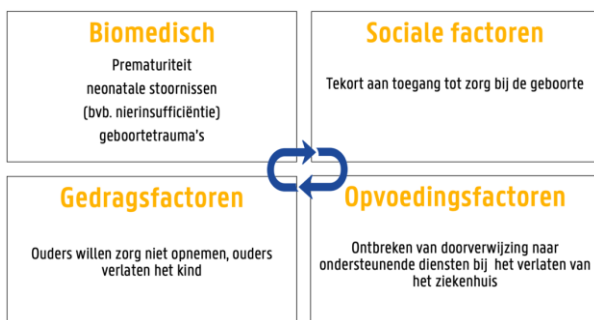 Biomedisch
Prematuriteit
neonatale stoornissen
(bvb. nierinsufficiëntie)
geboortetrauma's
Sociale factoren
Tekort aan toegang tot zorg bij de geboorte
Gedragsfactoren
Ouders willen zorg niet opnemen, ouders
verlaten het kind
Opvoedingsfactoren
Ontbreken van doorverwijzing naar
ondersteunende diensten bij het verlaten van
het ziekenhuis